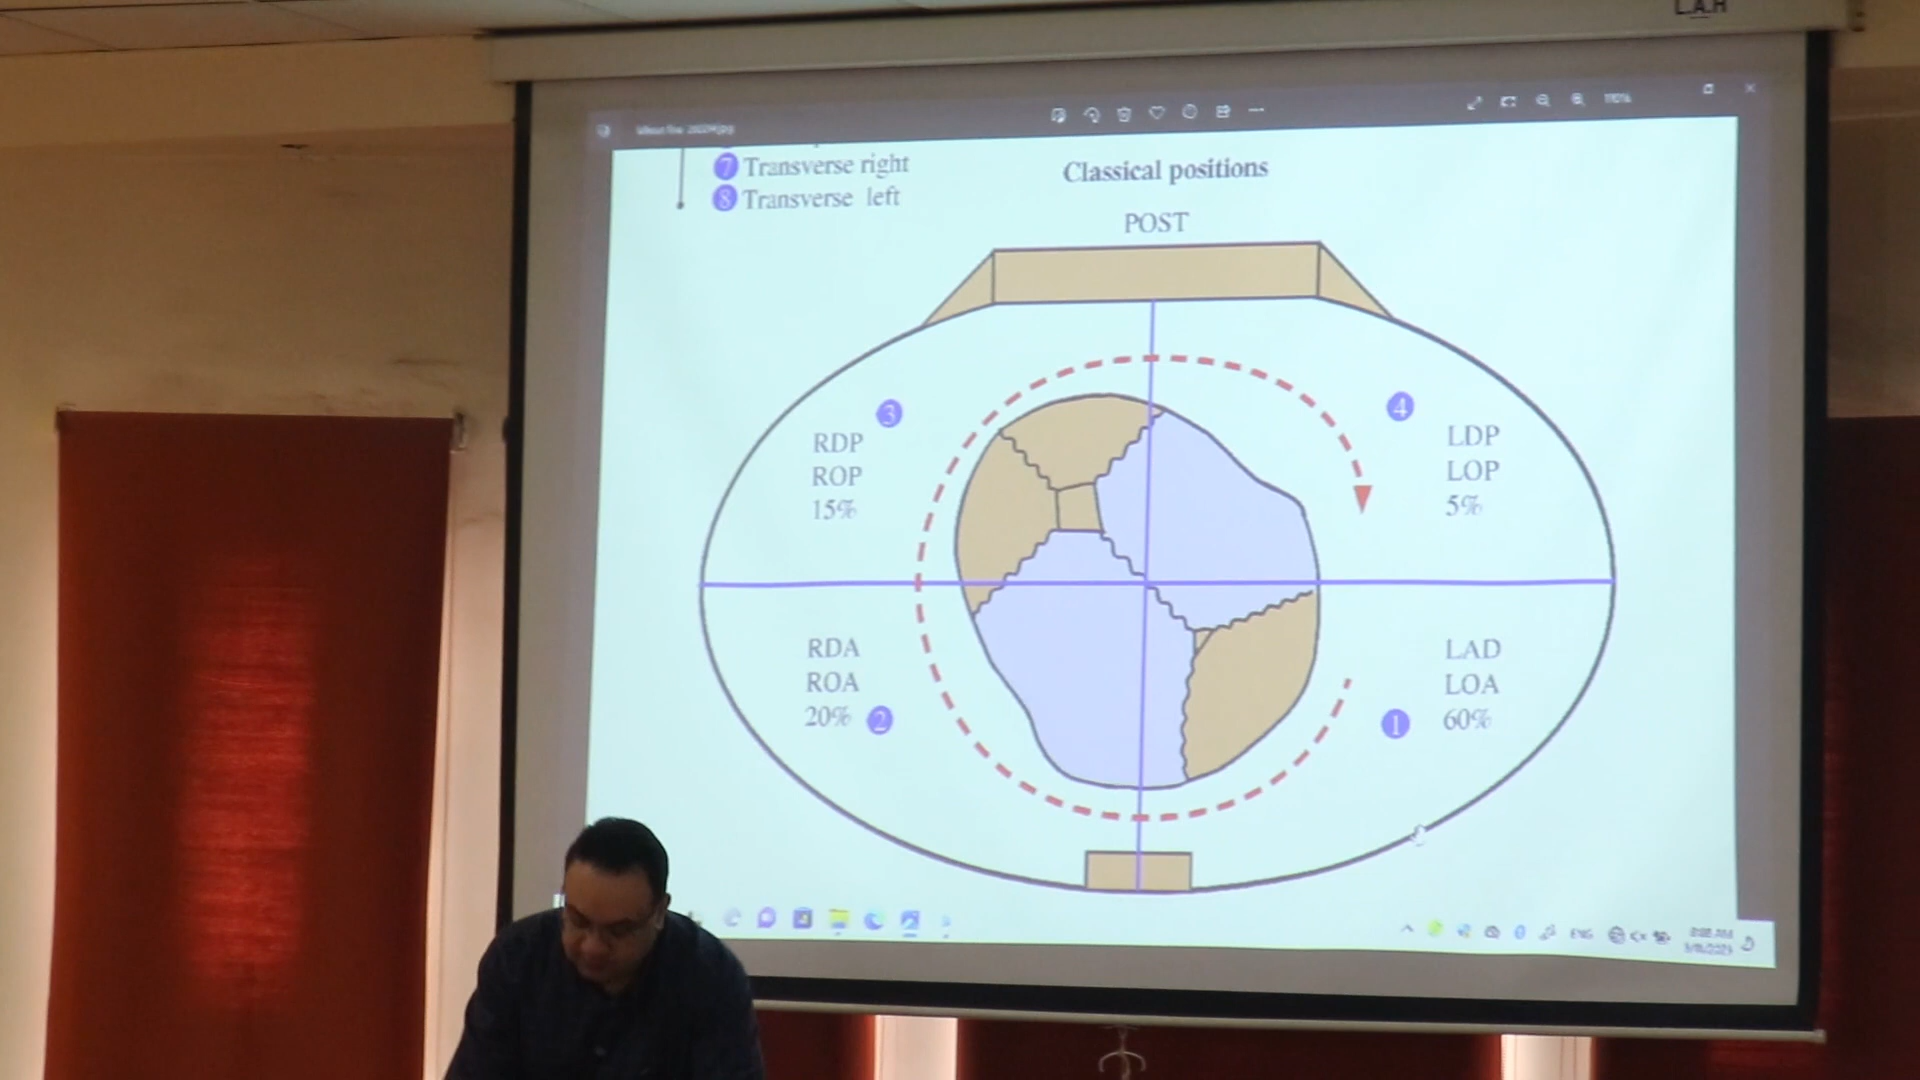 L.A.H
110%
7 Transverse right
8 Transverse left
Classical positions
POST
3
RDP
ROP
15%
4
LDP
LOP
5%
RDA
ROA
20% 2
LAD
LOA
1 60%
ENG